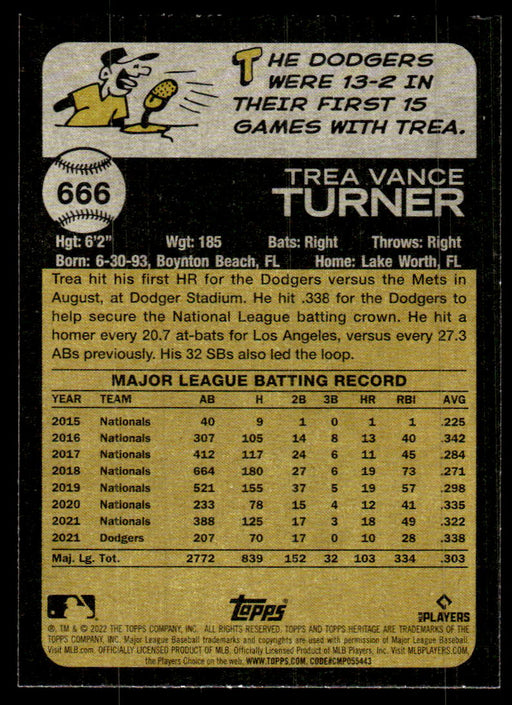 THE DODGERS
WERE 13-2 IN
THEIR FIRST 15
GAMES WITH TREA.
666
TREA VANCE
TURNER
Hgt: 6'2" Wgt: 185 Bats: Right Throws: Right
Born: 6-30-93, Boynton Beach, FL Home: Lake Worth, FL
Trea hit his first HR for the Dodgers versus the Mets in
August, at Dodger Stadium. He hit .338 for the Dodgers to
help secure the National League batting crown. He hit a
homer every 20.7 at-bats for Los Angeles, versus every 27.3
ABs previously. His 32 SBs also led the loop.
MAJOR LEAGUE BATTING RECORD
YEAR TEAM AB H 2B 3B HR RBI AVG
2015 Nationals 40 9 1 0 1 1 .225
2016 Nationals 307 105 14 8 13 40 .342
2017 Nationals 412 117 24 6 11 45 .284
2018 Nationals 664 180 27 6 19 73 .271
2019 Nationals 521 155 37 5 19 57 .298
2020 Nationals 233 78 15 4 12 41 .335
2021 Nationals 388 125 17 3 18 49 .322
2021 Dodgers 207 70 17 0 10 28 .338
Maj. Lg. Tot. 2772 839 152 32 103 334 .303
topps
PLAYERS
®, TM & © 2022 THE TOPPS COMPANY, INC. ALL RIGHTS RESERVED. TOPPS AND TOPPS HERITAGE ARE TRADEMARKS OF THE
TOPPS COMPANY, INC. Major League Baseball trademarks and copyrights are used with permission of Major League Baseball.
Visit MLB.com. OFFICIALLY LICENSED PRODUCT OF MLB. OFFICIALLY LICENSED PRODUCT OF MLB PLAYERS, INC. Visit MLBPLAYERS.com,
the Players Choice on the web. WWW.TOPPS.COM. CODE#CMP055443